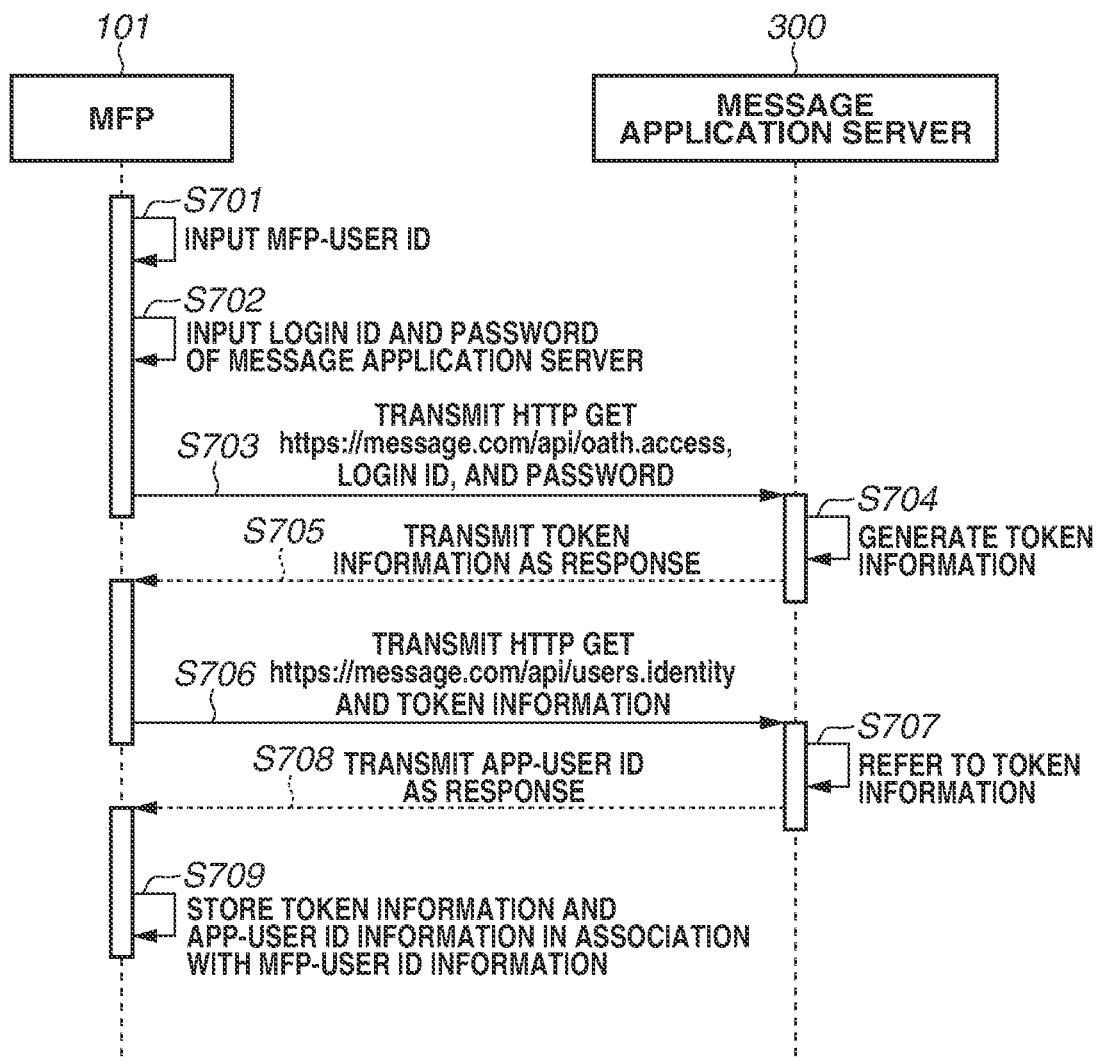 101
300
MFP
MESSAGE
APPLICATION SERVER
S701
INPUT MFP-USER ID
S702
INPUT LOGIN ID AND PASSWORD
OF MESSAGE APPLICATION SERVER
TRANSMIT HTTP GET
S703
https://message.com/api/oath.access,
LOGIN ID, AND PASSWORD
S704
GENERATE TOKEN
INFORMATION
S705
TRANSMIT TOKEN
INFORMATION AS RESPONSE
TRANSMIT HTTP GET
S706
https://message.com/api/users.identity
AND TOKEN INFORMATION
S707
REFER TO TOKEN
INFORMATION
S708
TRANSMIT APP-USER ID
AS RESPONSE
S709
STORE TOKEN INFORMATION AND
APP-USER ID INFORMATION IN ASSOCIATION
WITH MFP-USER ID INFORMATION